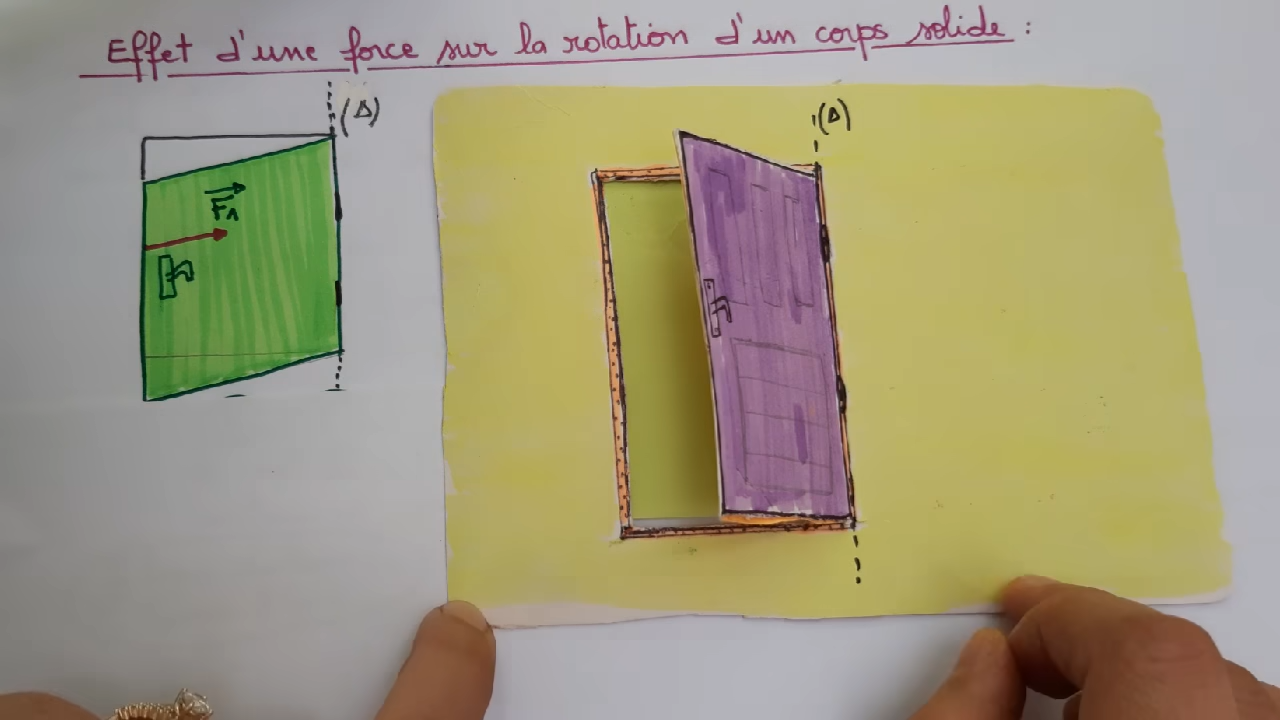 Effet d'une force sur la rotation d'un corps solide :
(Δ)
F₁
(Δ)